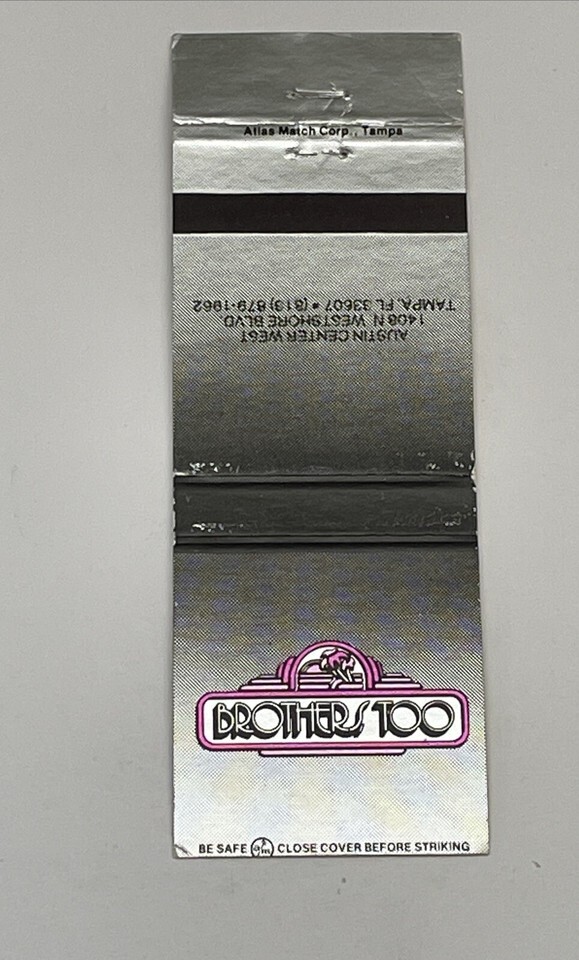 Atlas Match Corp., Tampa
AUSTIN CENTER WEST
1408 N WESTSHORE BLVD.
TAMPA, FL 33607 • (813) 879-1962
BROTHERS TOO
BE SAFE CLOSE COVER BEFORE STRIKING